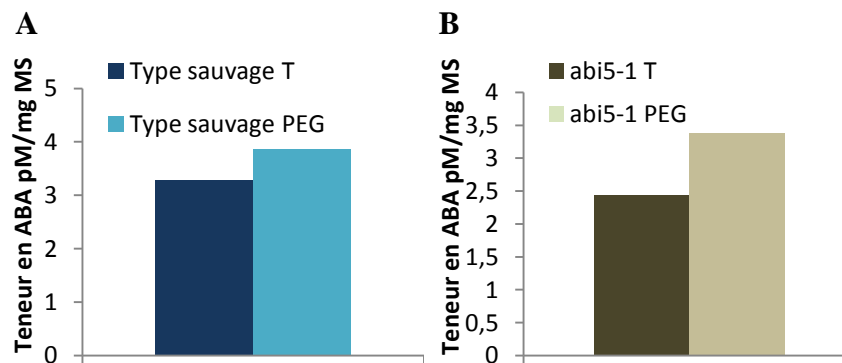 A
Teneur en ABA pM/mg MS
Type sauvage T
Type sauvage PEG
5
4
3
2
1
0
B
Teneur en ABA pM/mg MS
abi5-1 T
abi5-1 PEG
4
3,5
3
2,5
2
1,5
1
0,5
0